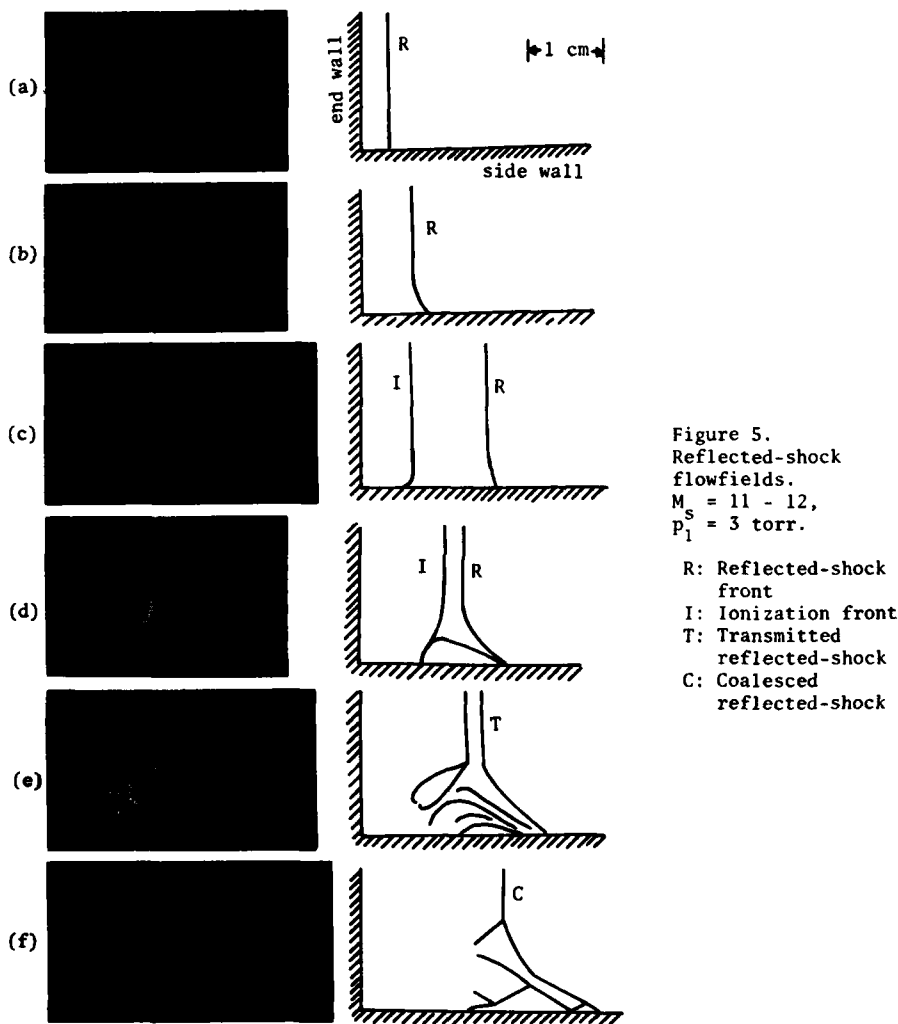 (a)
end wall
R
1 cm
side wall
(b)
R
(c)
I
R
(d)
I
R
(e)
T
(f)
C
Figure 5.
Reflected-shock
flowfields.
M_s = 11 - 12,
p_1 = 3 torr.
R: Reflected-shock
front
I: Ionization front
T: Transmitted
reflected-shock
C: Coalesced
reflected-shock